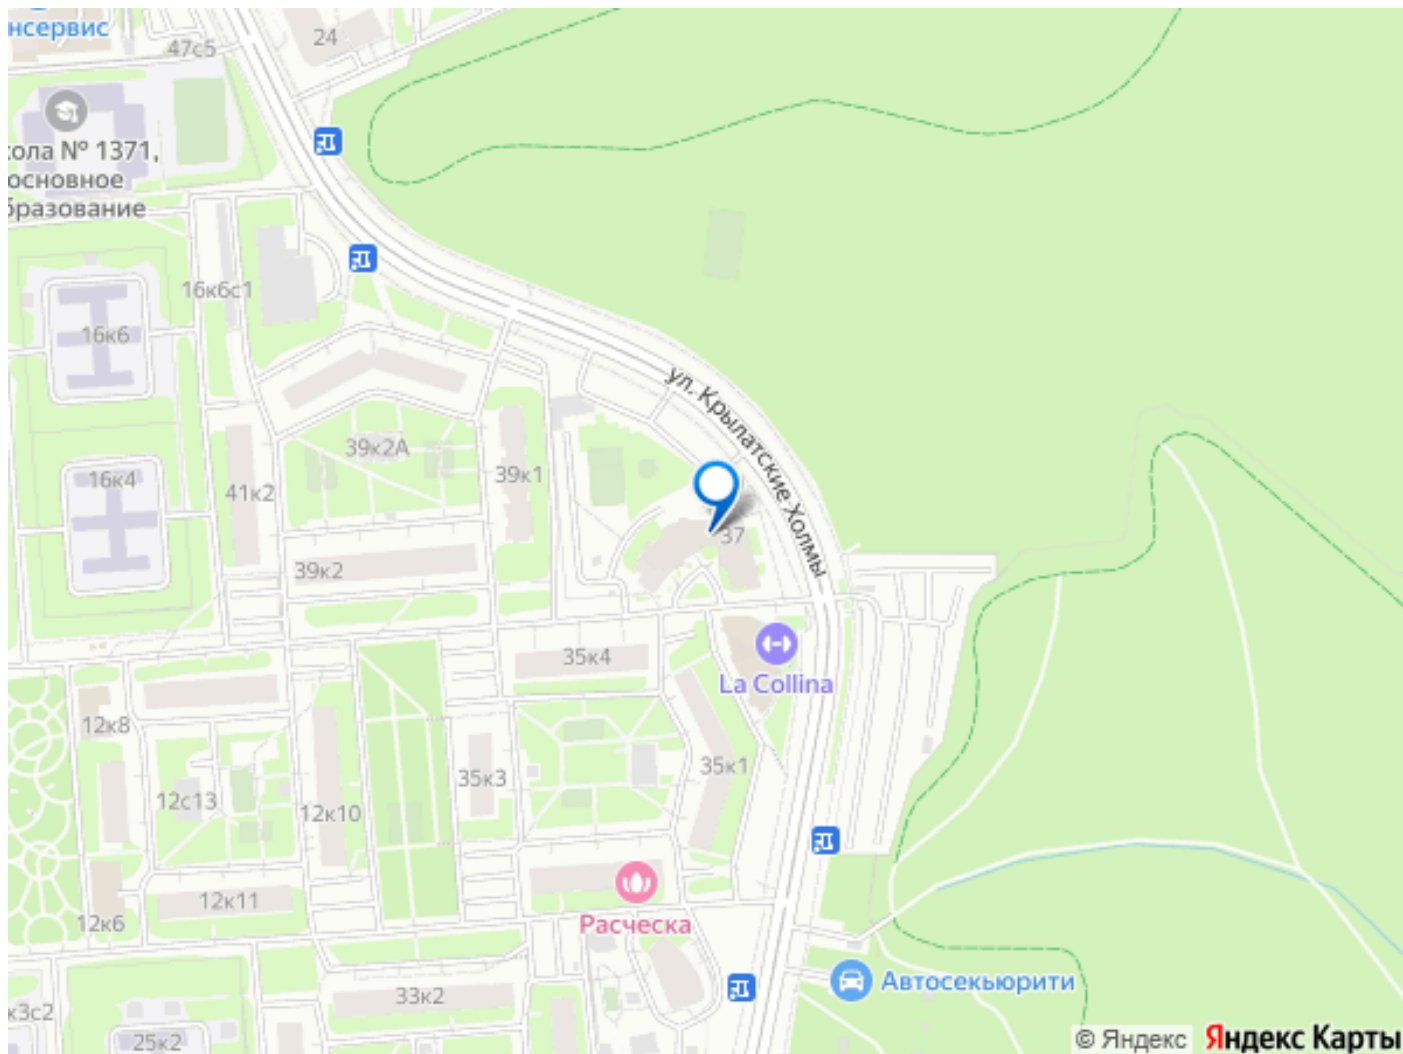 нсервис
47с5
24
кола № 1371,
основное
бразование
16к6с1
16к6
ул. Крылатские Холмы
39к2А
39к1
16к4
41к2
37
39к2
35к4
La Collina
12к8
35к1
35к3
12с13
12к10
12к11
12к6
Расческа
33к2
Автосекьюрити
к3с2
25к2
© Яндекс Яндекс Карты